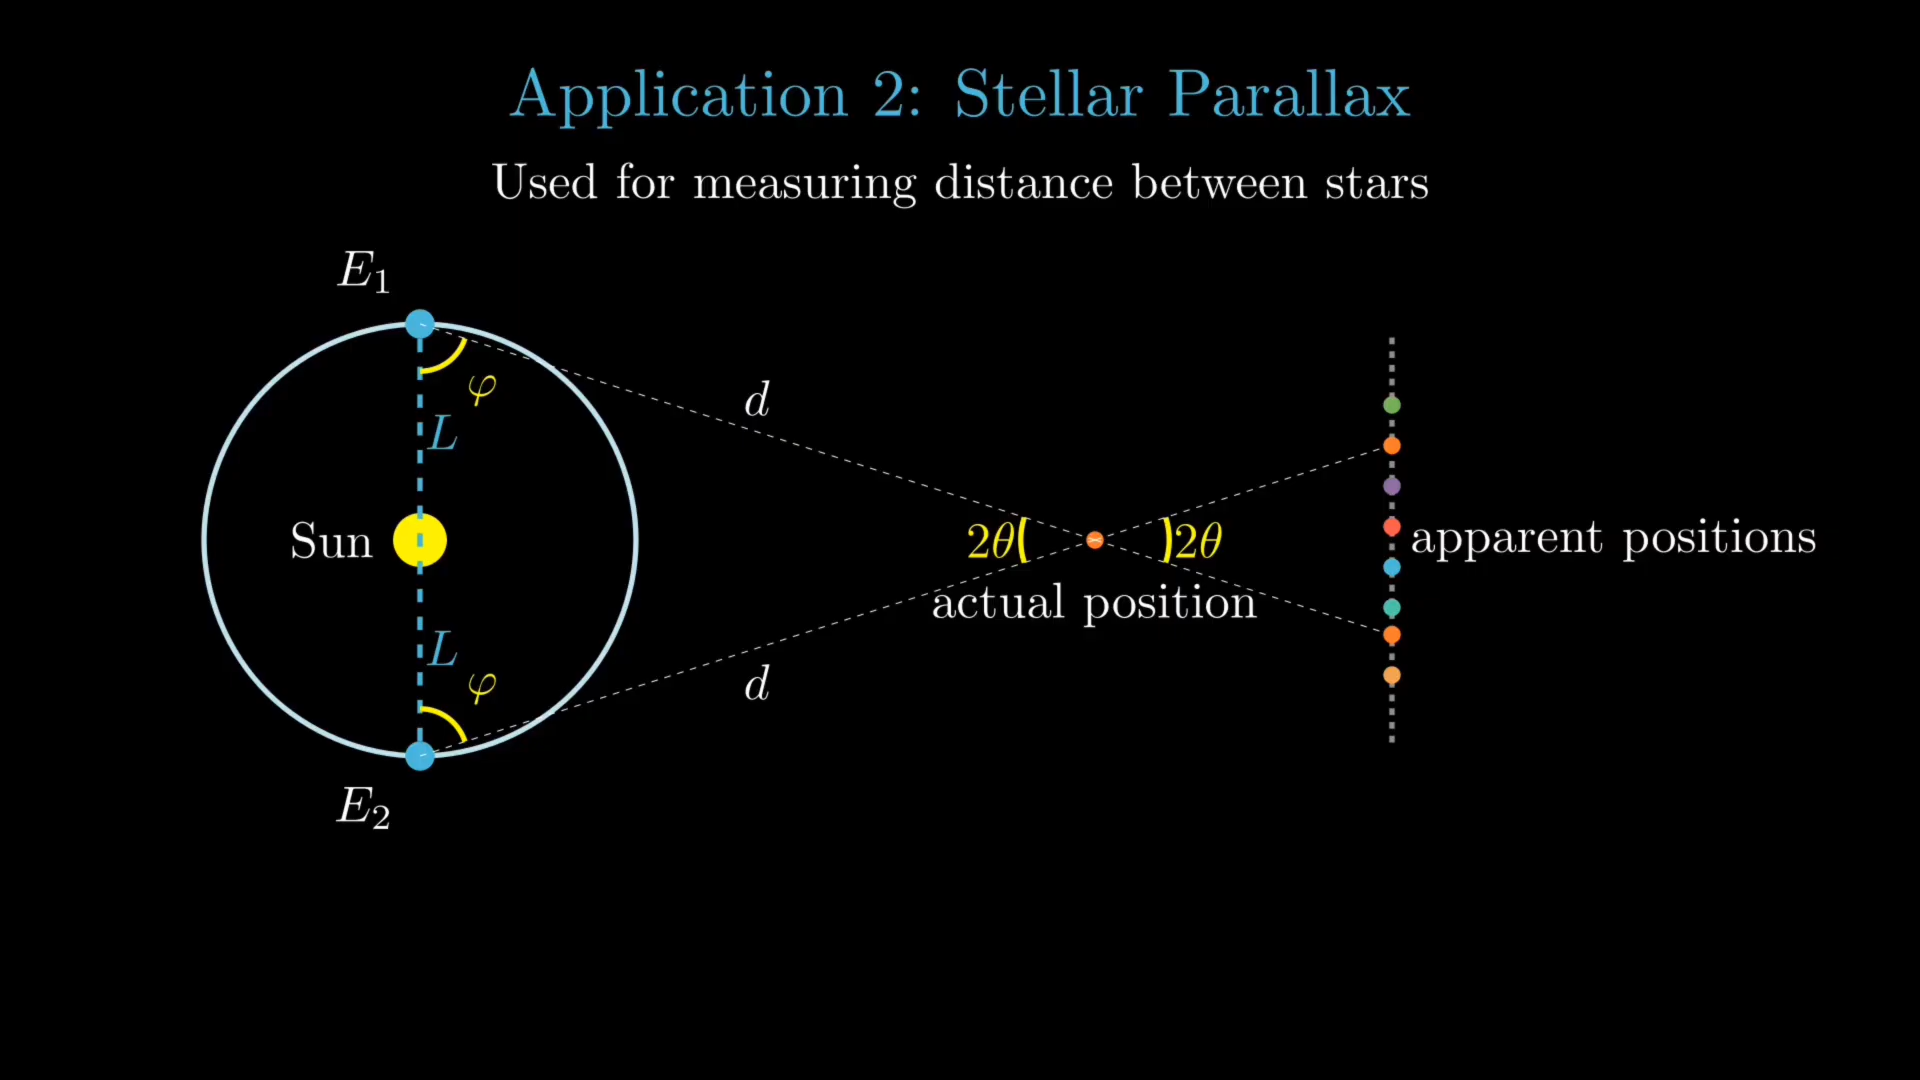 Application 2: Stellar Parallax
Used for measuring distance between stars
E₁
φ
d
L
Sun
2θ
2θ
apparent positions
actual position
L
φ
d
E₂